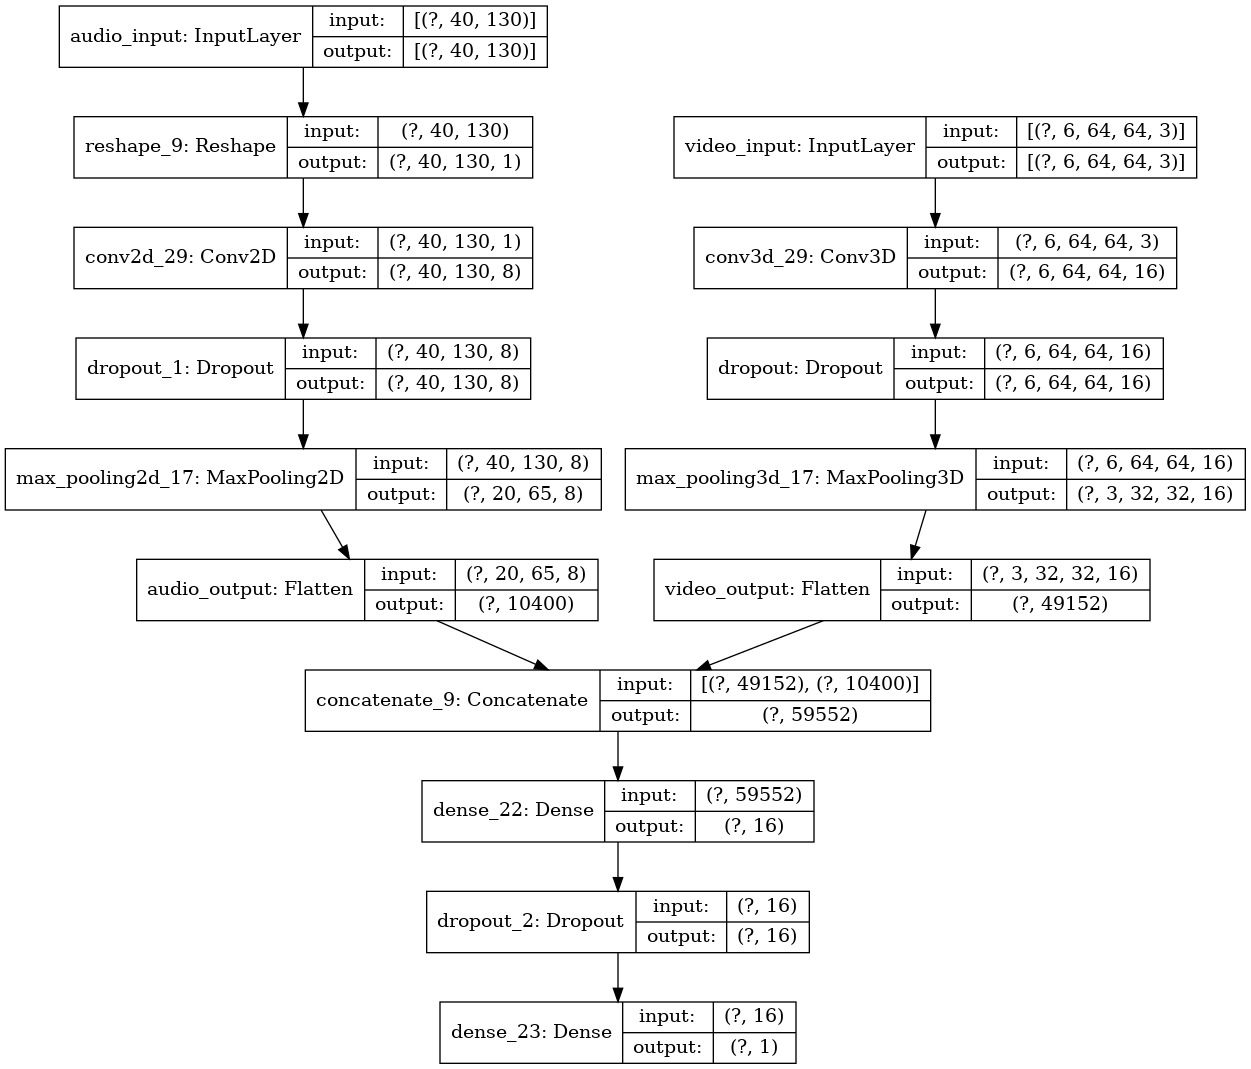 audio_input: InputLayer
input:
[(?, 40, 130)]
output:
[(?, 40, 130)]
reshape_9: Reshape
input:
(?, 40, 130)
output:
(?, 40, 130, 1)
video_input: InputLayer
input:
[(?, 6, 64, 64, 3)]
output:
[(?, 6, 64, 64, 3)]
conv2d_29: Conv2D
input:
(?, 40, 130, 1)
output:
(?, 40, 130, 8)
conv3d_29: Conv3D
input:
(?, 6, 64, 64, 3)
output:
(?, 6, 64, 64, 16)
dropout_1: Dropout
input:
(?, 40, 130, 8)
output:
(?, 40, 130, 8)
dropout: Dropout
input:
(?, 6, 64, 64, 16)
output:
(?, 6, 64, 64, 16)
max_pooling2d_17: MaxPooling2D
input:
(?, 40, 130, 8)
output:
(?, 20, 65, 8)
max_pooling3d_17: MaxPooling3D
input:
(?, 6, 64, 64, 16)
output:
(?, 3, 32, 32, 16)
audio_output: Flatten
input:
(?, 20, 65, 8)
output:
(?, 10400)
video_output: Flatten
input:
(?, 3, 32, 32, 16)
output:
(?, 49152)
concatenate_9: Concatenate
input:
[(?, 49152), (?, 10400)]
output:
(?, 59552)
dense_22: Dense
input:
(?, 59552)
output:
(?, 16)
dropout_2: Dropout
input:
(?, 16)
output:
(?, 16)
dense_23: Dense
input:
(?, 16)
output:
(?, 1)